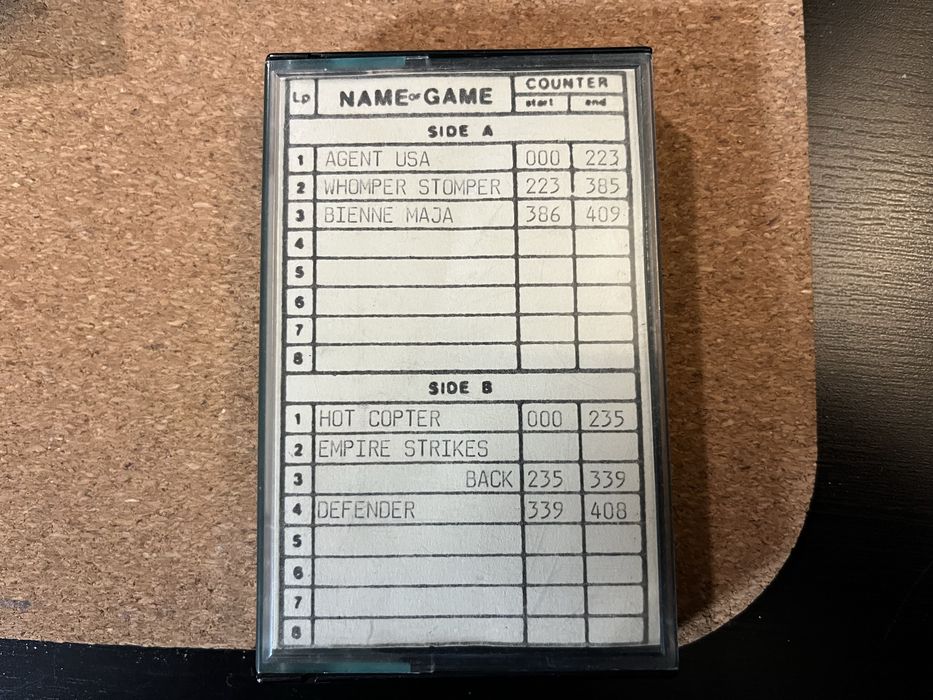 Lp NAME OF GAME COUNTER
start end
SIDE A
1 AGENT USA 000 223
2 WHOMPER STOMPER 223 385
3 BIENNE MAJA 386 409
4
5
6
7
8
SIDE B
1 HOT COPTER 000 235
2 EMPIRE STRIKES
3 BACK 235 339
4 DEFENDER 339 408
5
6
7
8